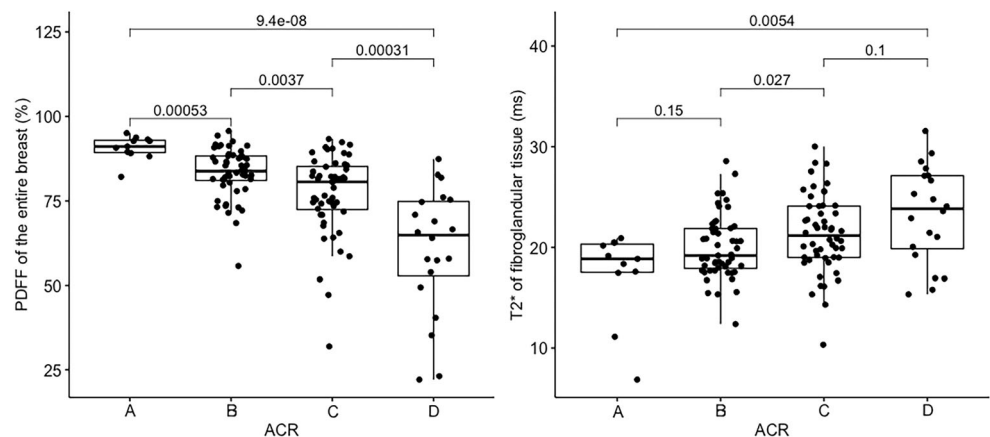 125
100
75
50
25
PDFF of the entire breast (%)
9.4e-08
0.00031
0.0037
0.00053
A B C D
ACR
40
30
20
10
T2* of fibroglandular tissue (ms)
0.0054
0.1
0.027
0.15
A B C D
ACR